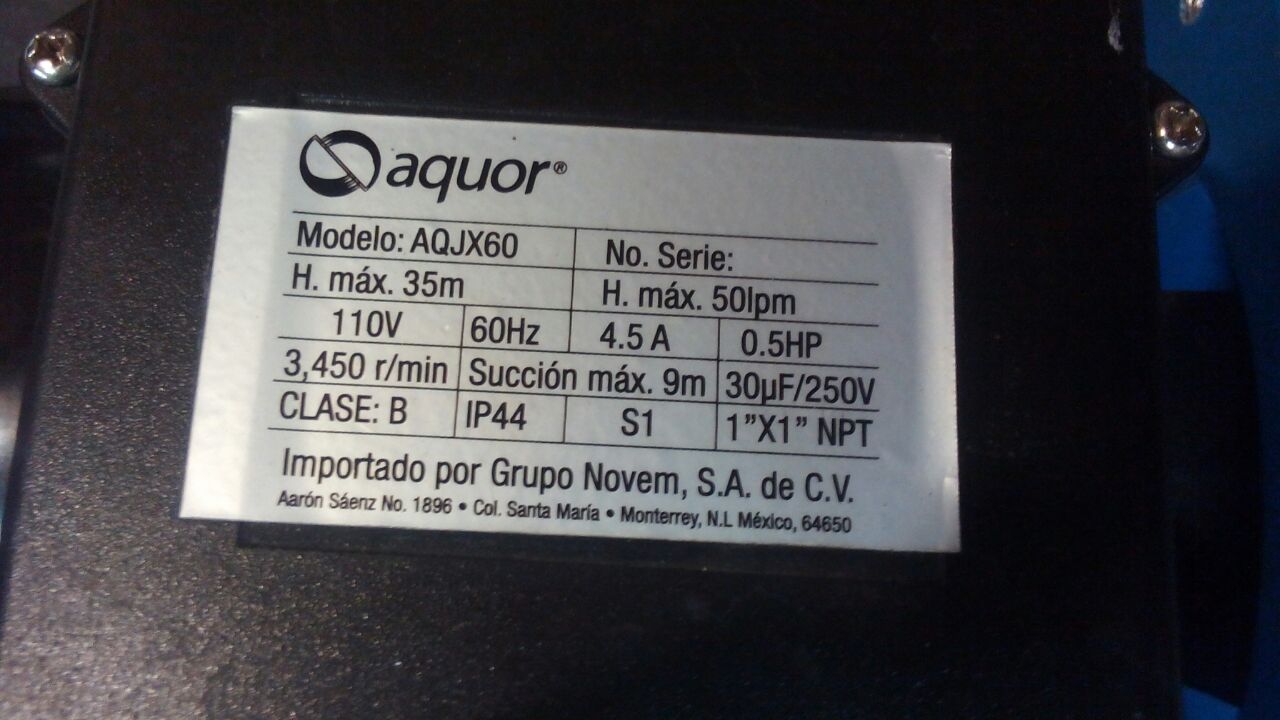 aquor®
Modelo: AQJX60 No. Serie:
H. máx. 35m H. máx. 50lpm
110V 60Hz 4.5 A 0.5HP
3,450 r/min Succión máx. 9m 30µF/250V
CLASE: B IP44 S1 1”X1” NPT
Importado por Grupo Novem, S.A. de C.V.
Aarón Sáenz No. 1896 • Col. Santa María • Monterrey, N.L México, 64650